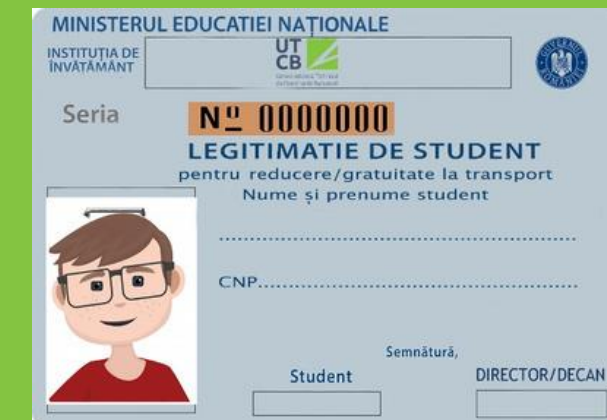 MINISTERUL EDUCATIEI NAȚIONALE
INSTITUȚIA DE
ÎNVĂȚĂMÂNT
UT
CB
Seria
Nº 0000000
LEGITIMATIE DE STUDENT
pentru reducere/gratuitate la transport
Nume și prenume student
CNP
Semnătură,
Student
DIRECTOR/DECAN